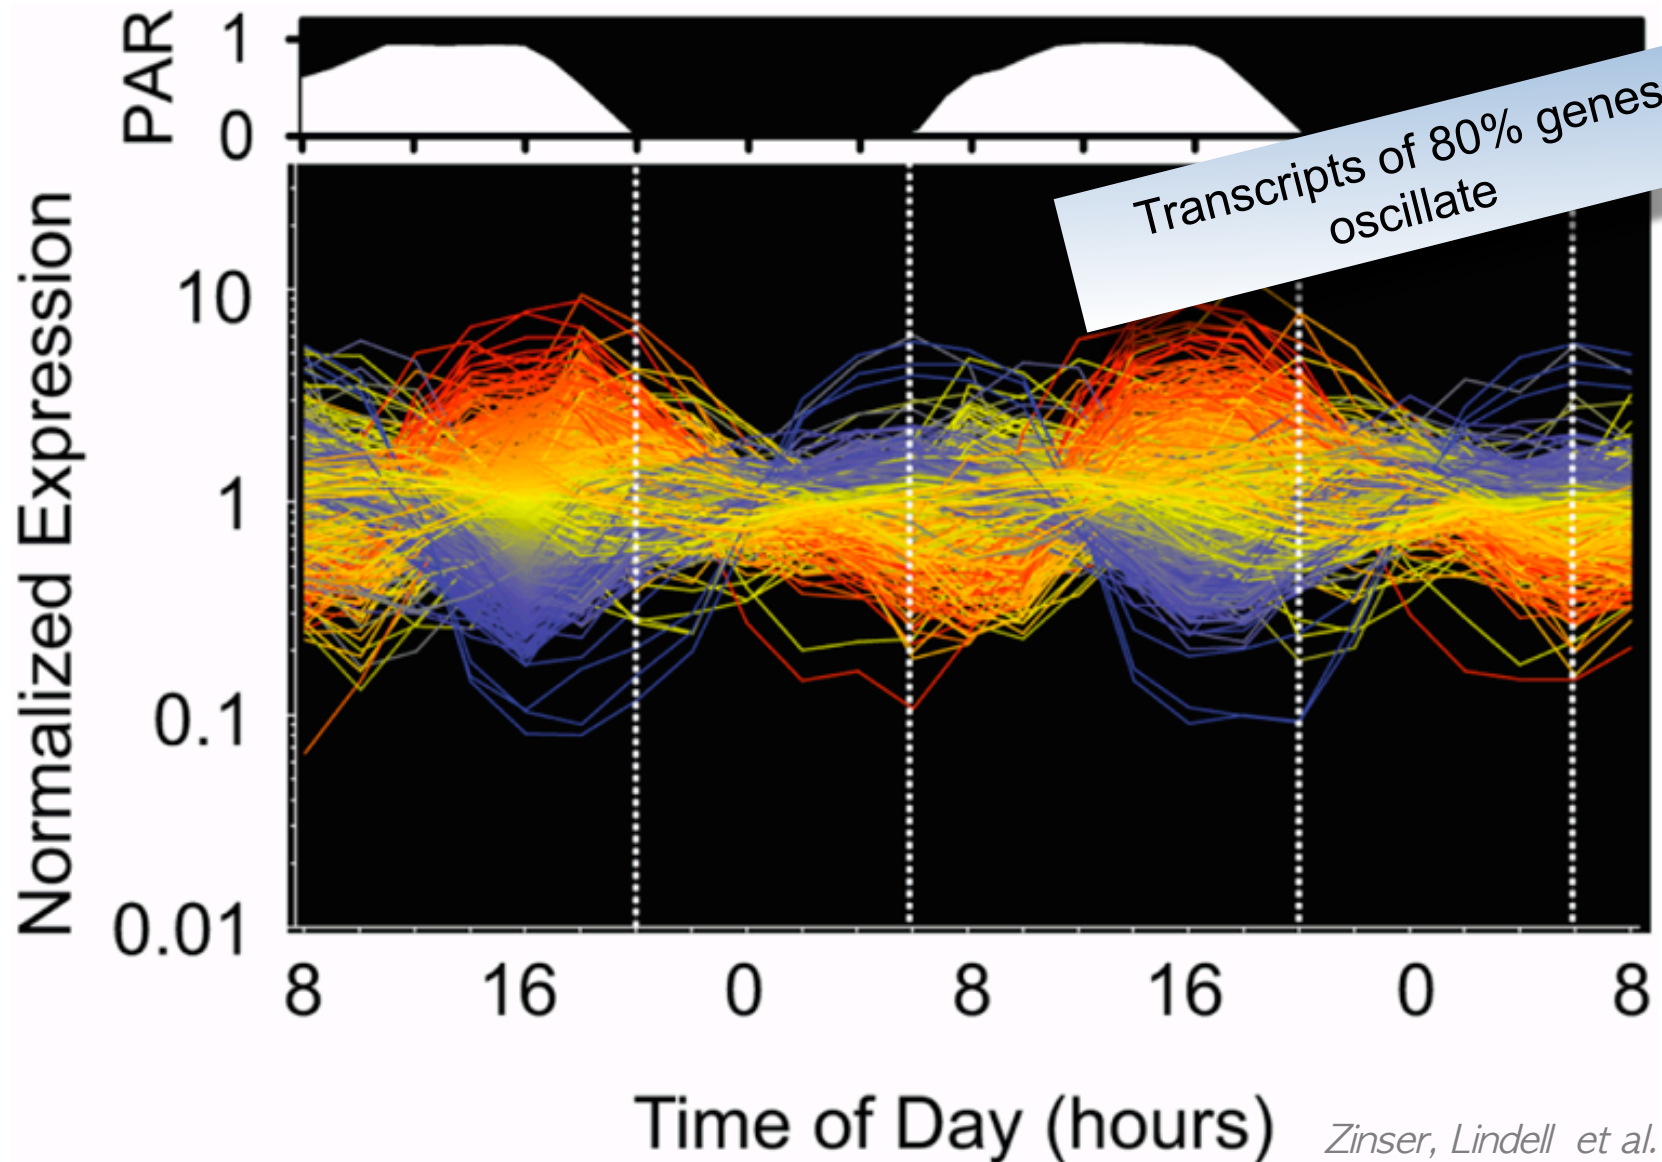 PAR
1
0
Transcripts of 80% genes
oscillate
Normalized Expression
10
1
0.1
0.01
8 16 0 8 16 0 8
Time of Day (hours)
Zinser, Lindell et al.